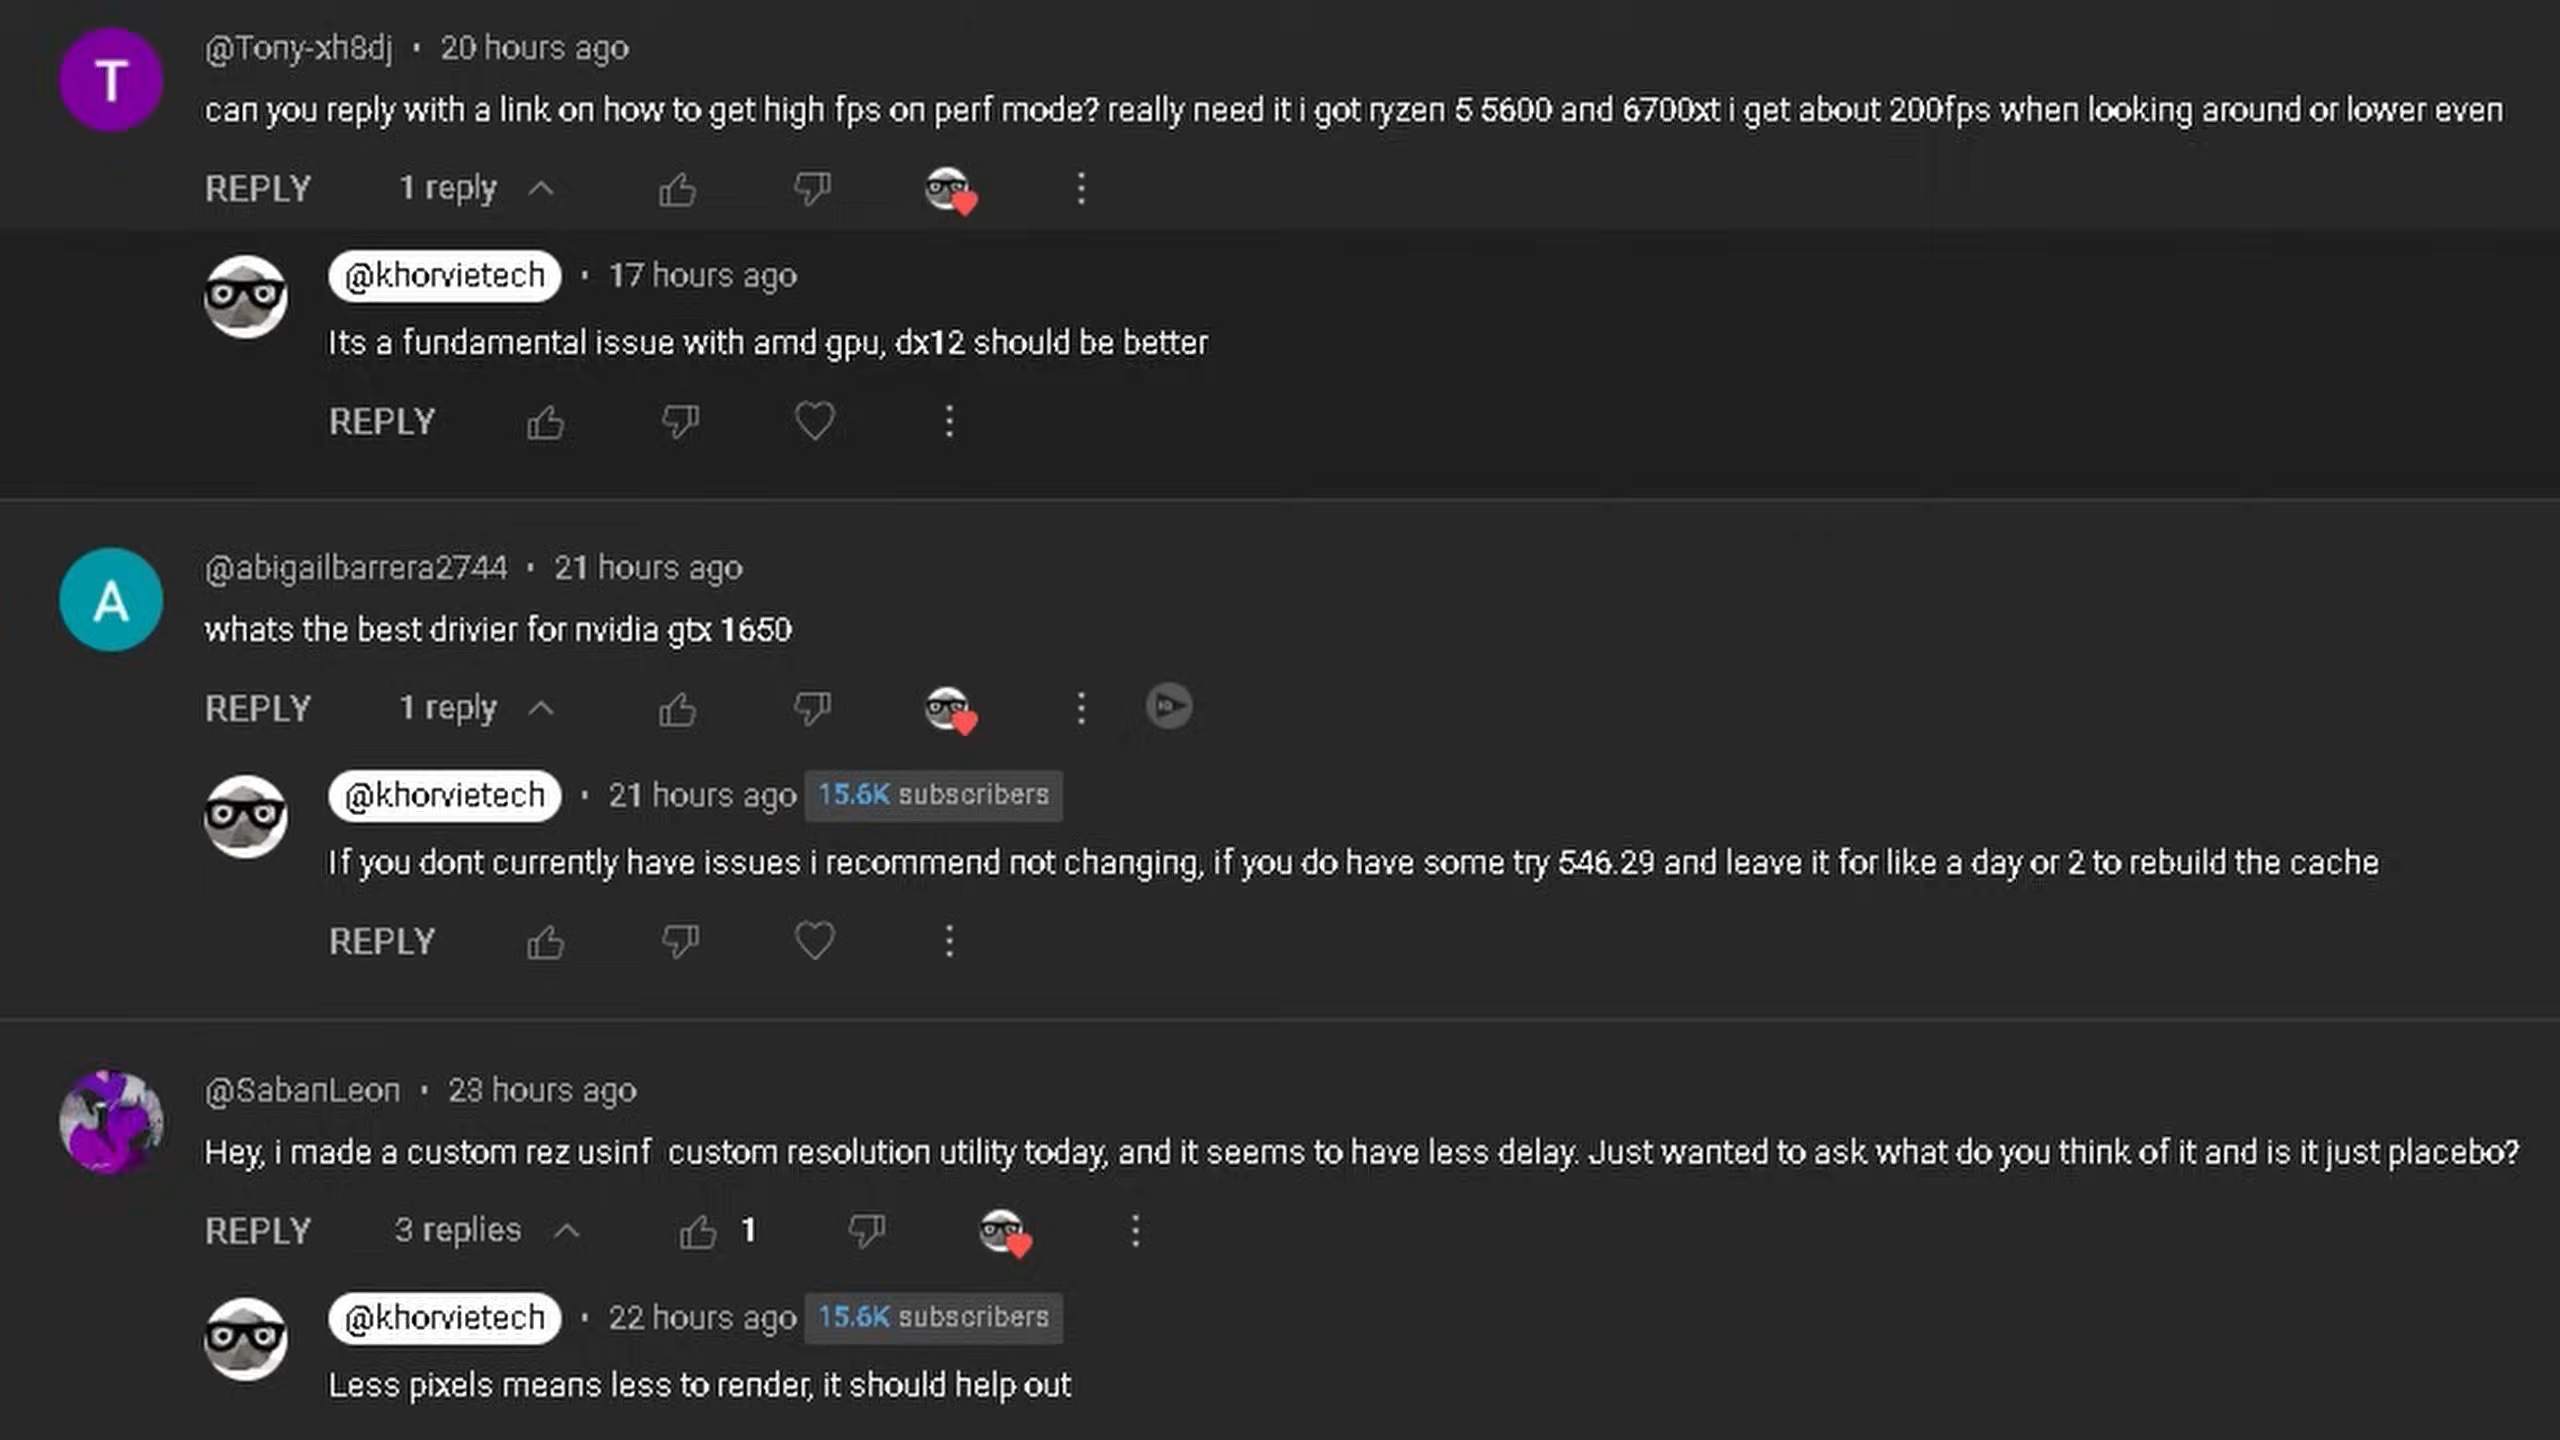 T
@Tony-xh8dj • 20 hours ago
can you reply with a link on how to get high fps on perf mode? really need it i got ryzen 5 5600 and 6700xt i get about 200fps when looking around or lower even
REPLY 1 reply
@khorvietech • 17 hours ago
Its a fundamental issue with amd gpu, dx12 should be better
REPLY
A
@abigailbarrera2744 • 21 hours ago
whats the best drivier for nvidia gtx 1650
REPLY 1 reply
@khorvietech • 21 hours ago 15.6K subscribers
If you dont currently have issues i recommend not changing, if you do have some try 546.29 and leave it for like a day or 2 to rebuild the cache
REPLY
@SabanLeon • 23 hours ago
Hey, i made a custom rez usinf custom resolution utility today, and it seems to have less delay. Just wanted to ask what do you think of it and is it just placebo?
REPLY 3 replies 1
@khorvietech • 22 hours ago 15.6K subscribers
Less pixels means less to render, it should help out